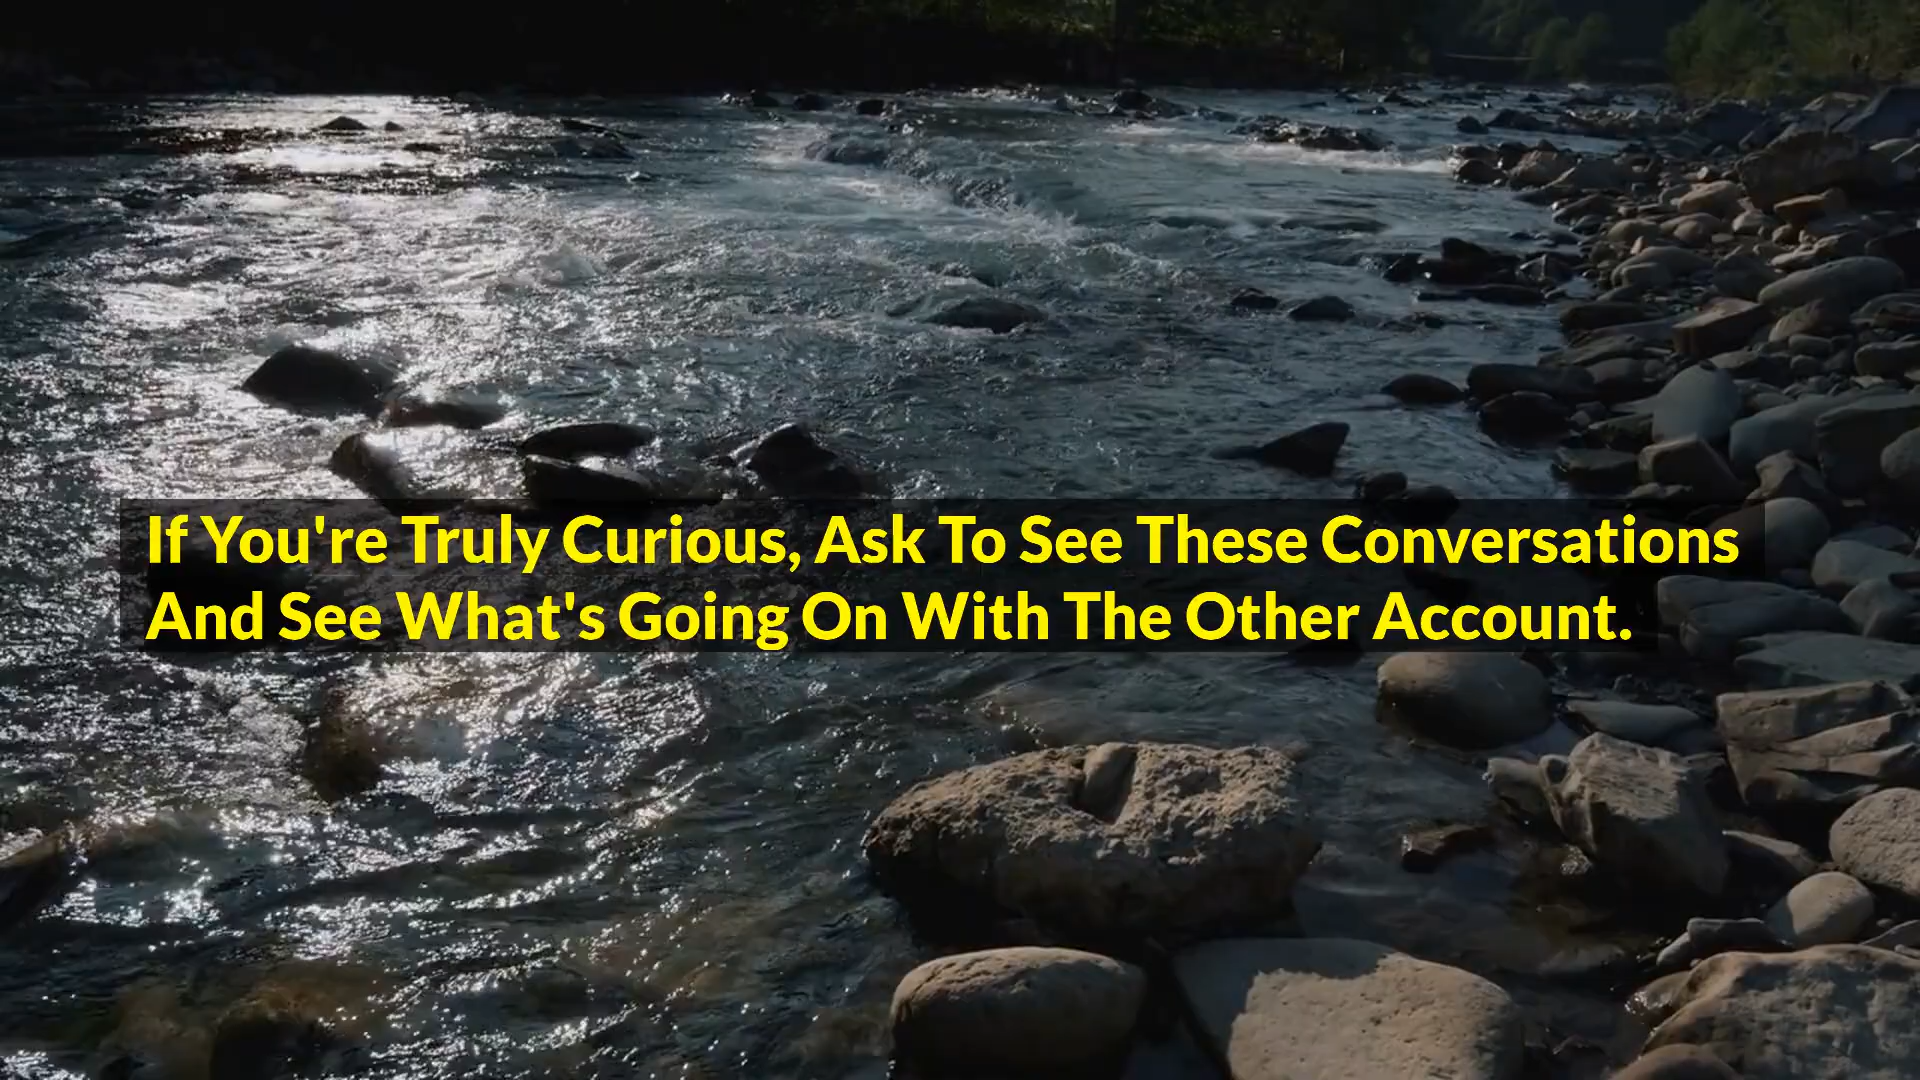 If You're Truly Curious, Ask To See These Conversations
And See What's Going On With The Other Account.